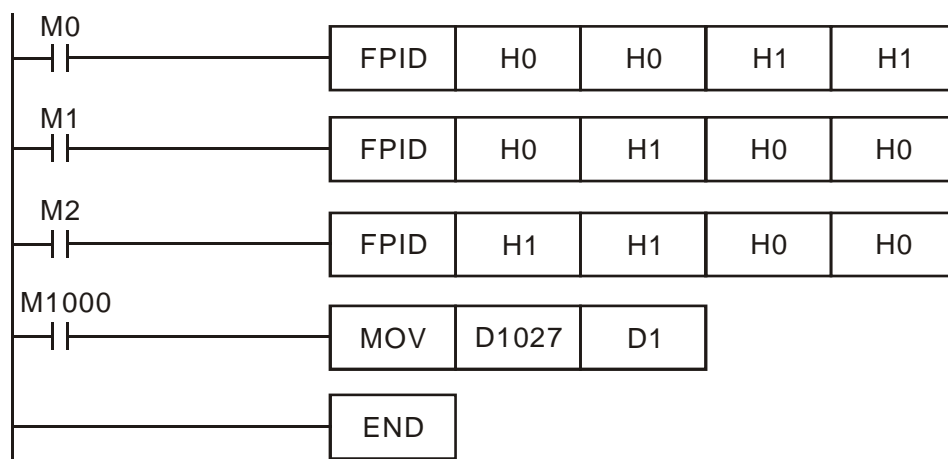 M0
FPID H0 H0 H1 H1
M1
FPID H0 H1 H0 H0
M2
FPID H1 H1 H0 H0
M1000
MOV D1027 D1
END